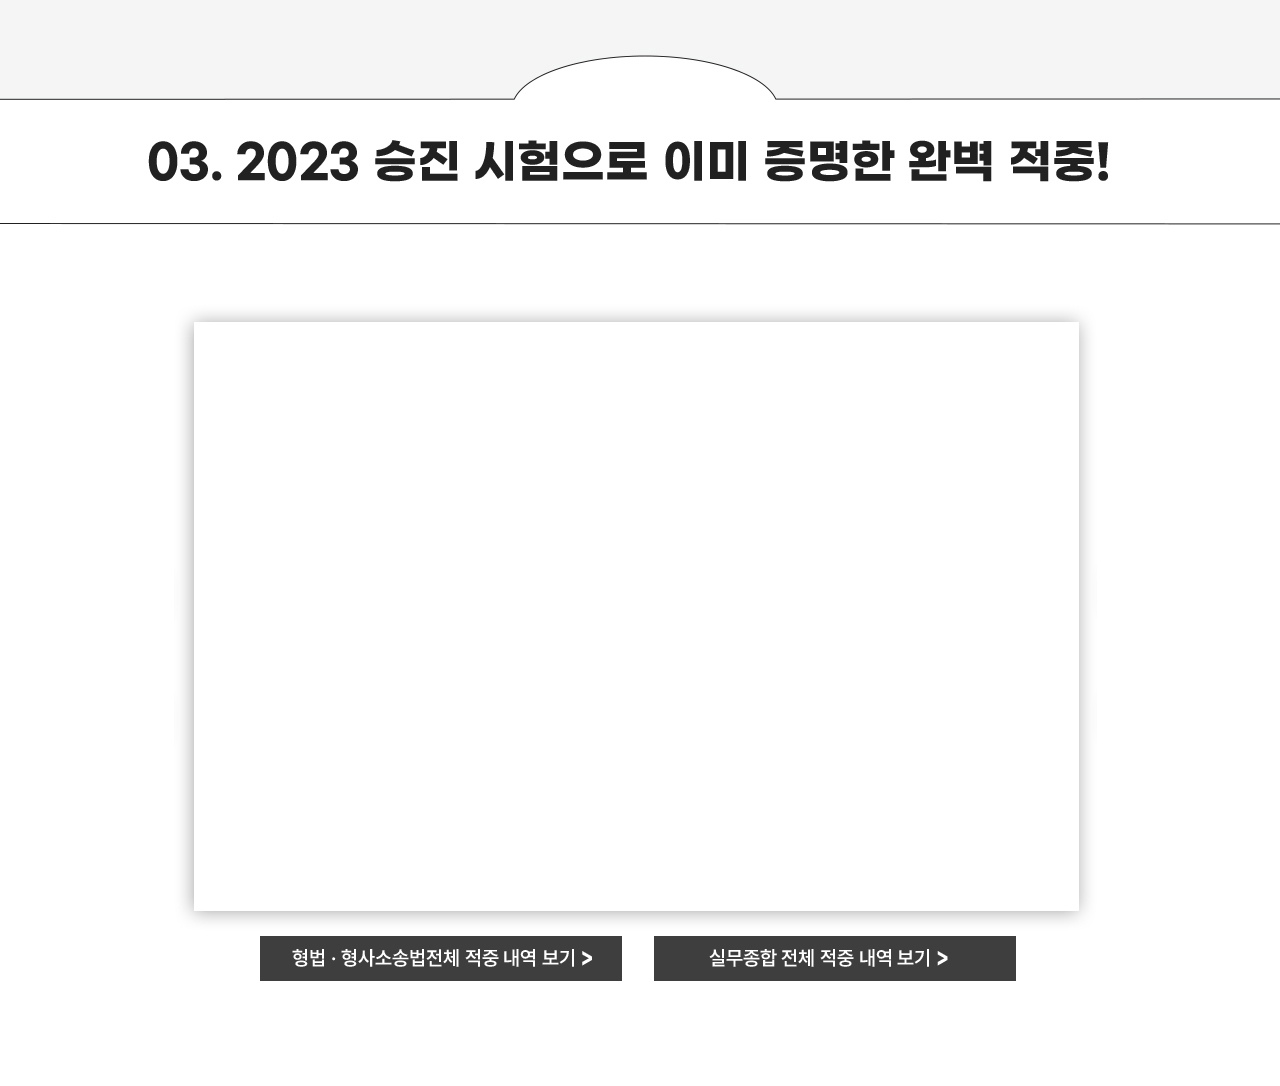 03. 2023 승진 시험으로 이미 증명한 완벽 적중!
형법 · 형사소송법전체 적중 내역 보기 >
실무종합 전체 적중 내역 보기 >